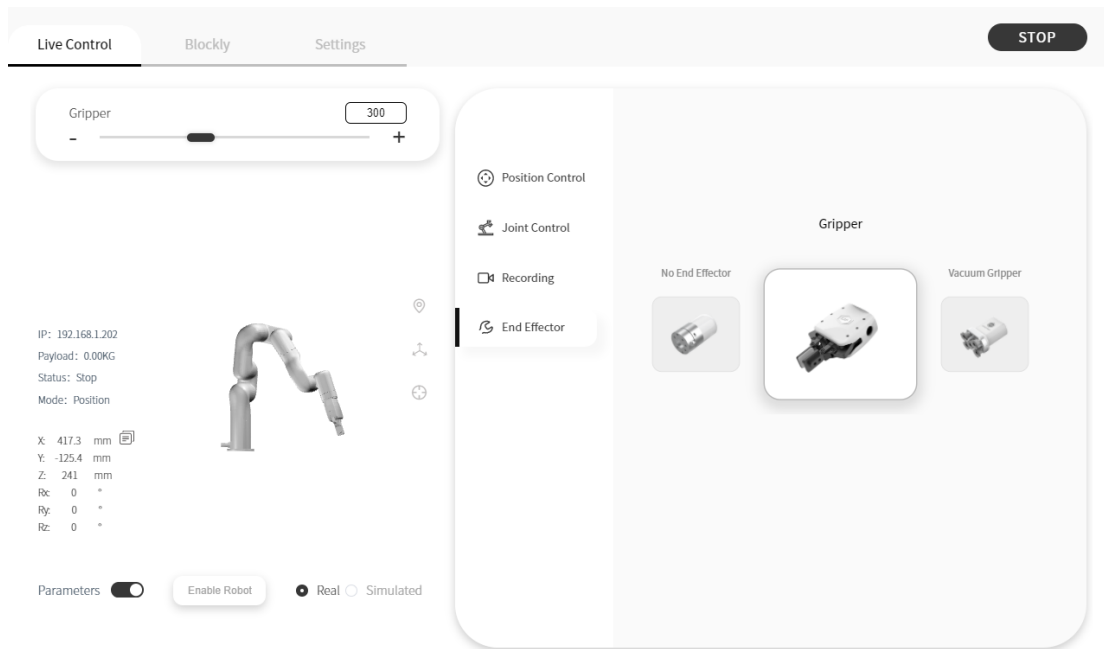 Live Control
Blockly
Settings
STOP
Gripper
300
-
+
IP: 192.168.1.202
Payload: 0.00KG
Status: Stop
Mode: Position
X: 417.3 mm
Y: -125.4 mm
Z: 241 mm
Rx: 0 °
Ry: 0 °
Rz: 0 °
Parameters
Enable Robot
Real
Simulated
Position Control
Joint Control
Recording
End Effector
Gripper
No End Effector
Vacuum Gripper